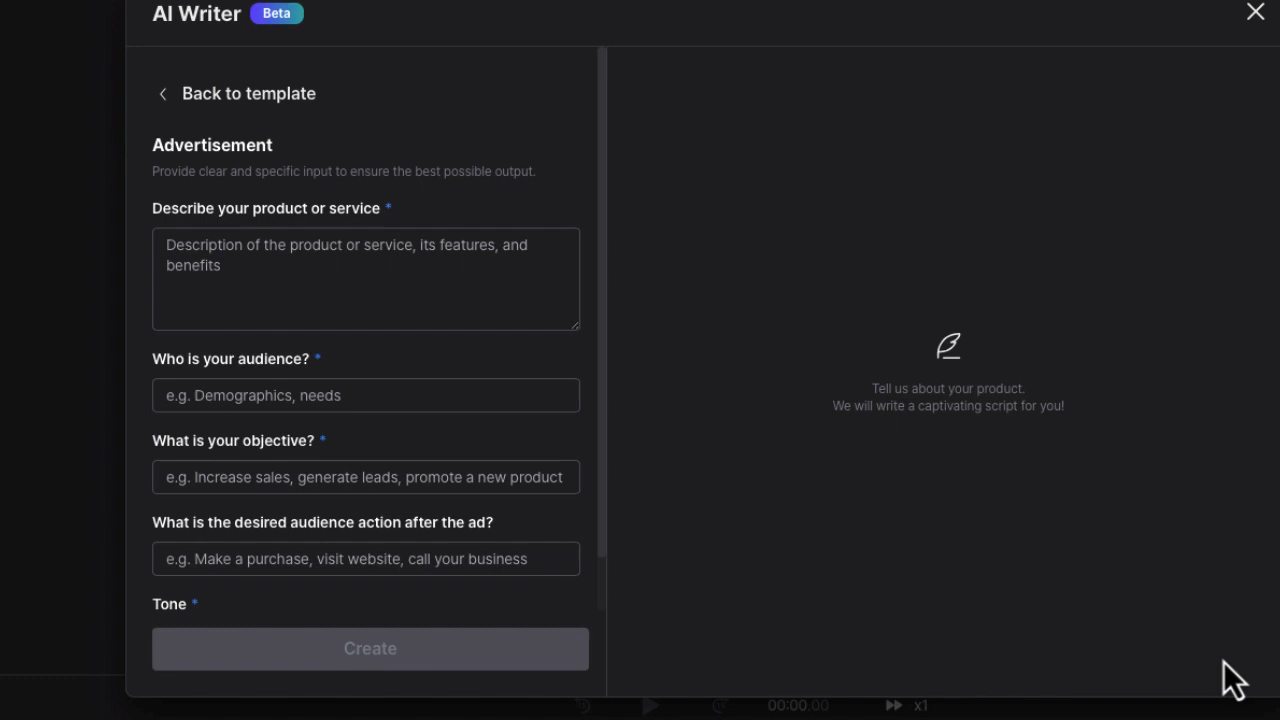 AI Writer Beta
Back to template
Advertisement
Provide clear and specific input to ensure the best possible output.
Describe your product or service *
Description of the product or service, its features, and
benefits
Who is your audience? *
e.g. Demographics, needs
What is your objective? *
e.g. Increase sales, generate leads, promote a new product
What is the desired audience action after the ad?
e.g. Make a purchase, visit website, call your business
Tone *
Create
Tell us about your product.
We will write a captivating script for you!
00:00.00 x1